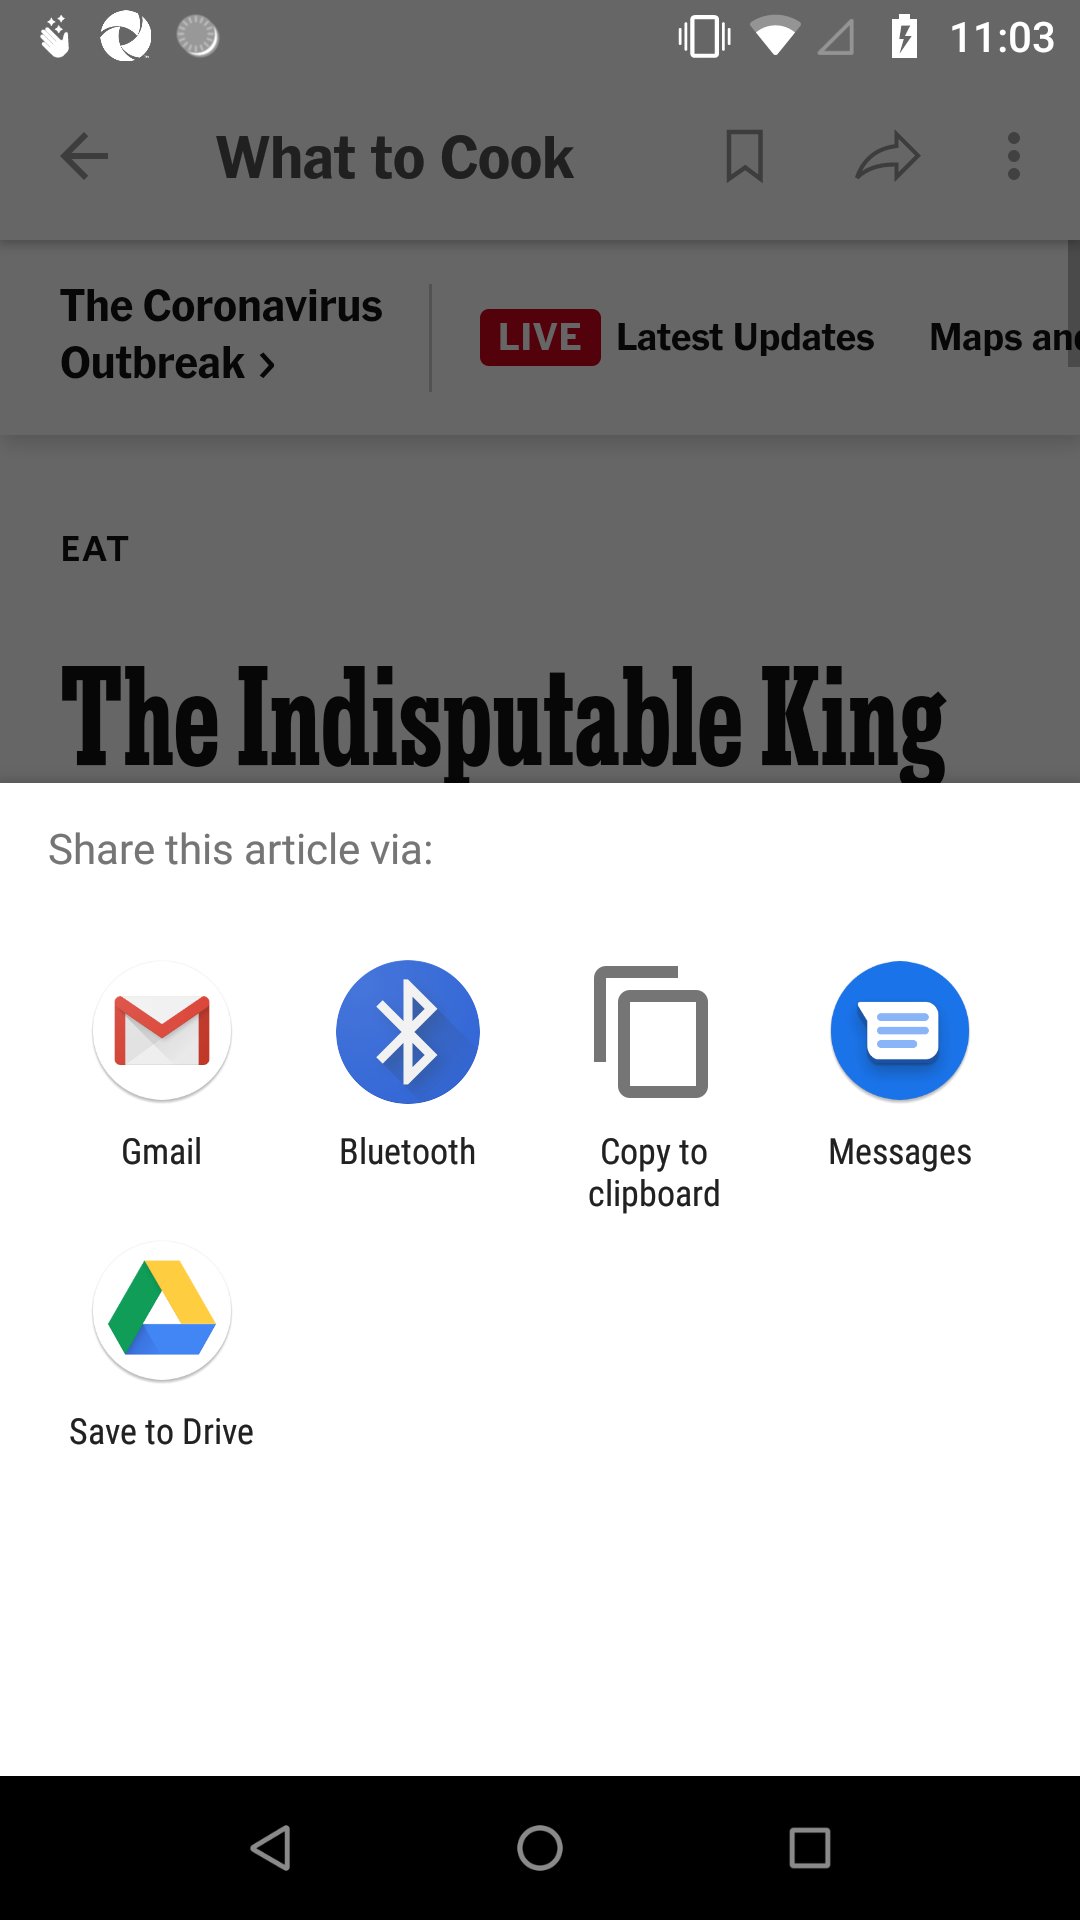 11:03
What to Cook
The Coronavirus
Outbreak >
LIVE Latest Updates Maps an
EAT
The Indisputable King
Share this article via:
Gmail
Bluetooth
Copy to
clipboard
Messages
Save to Drive